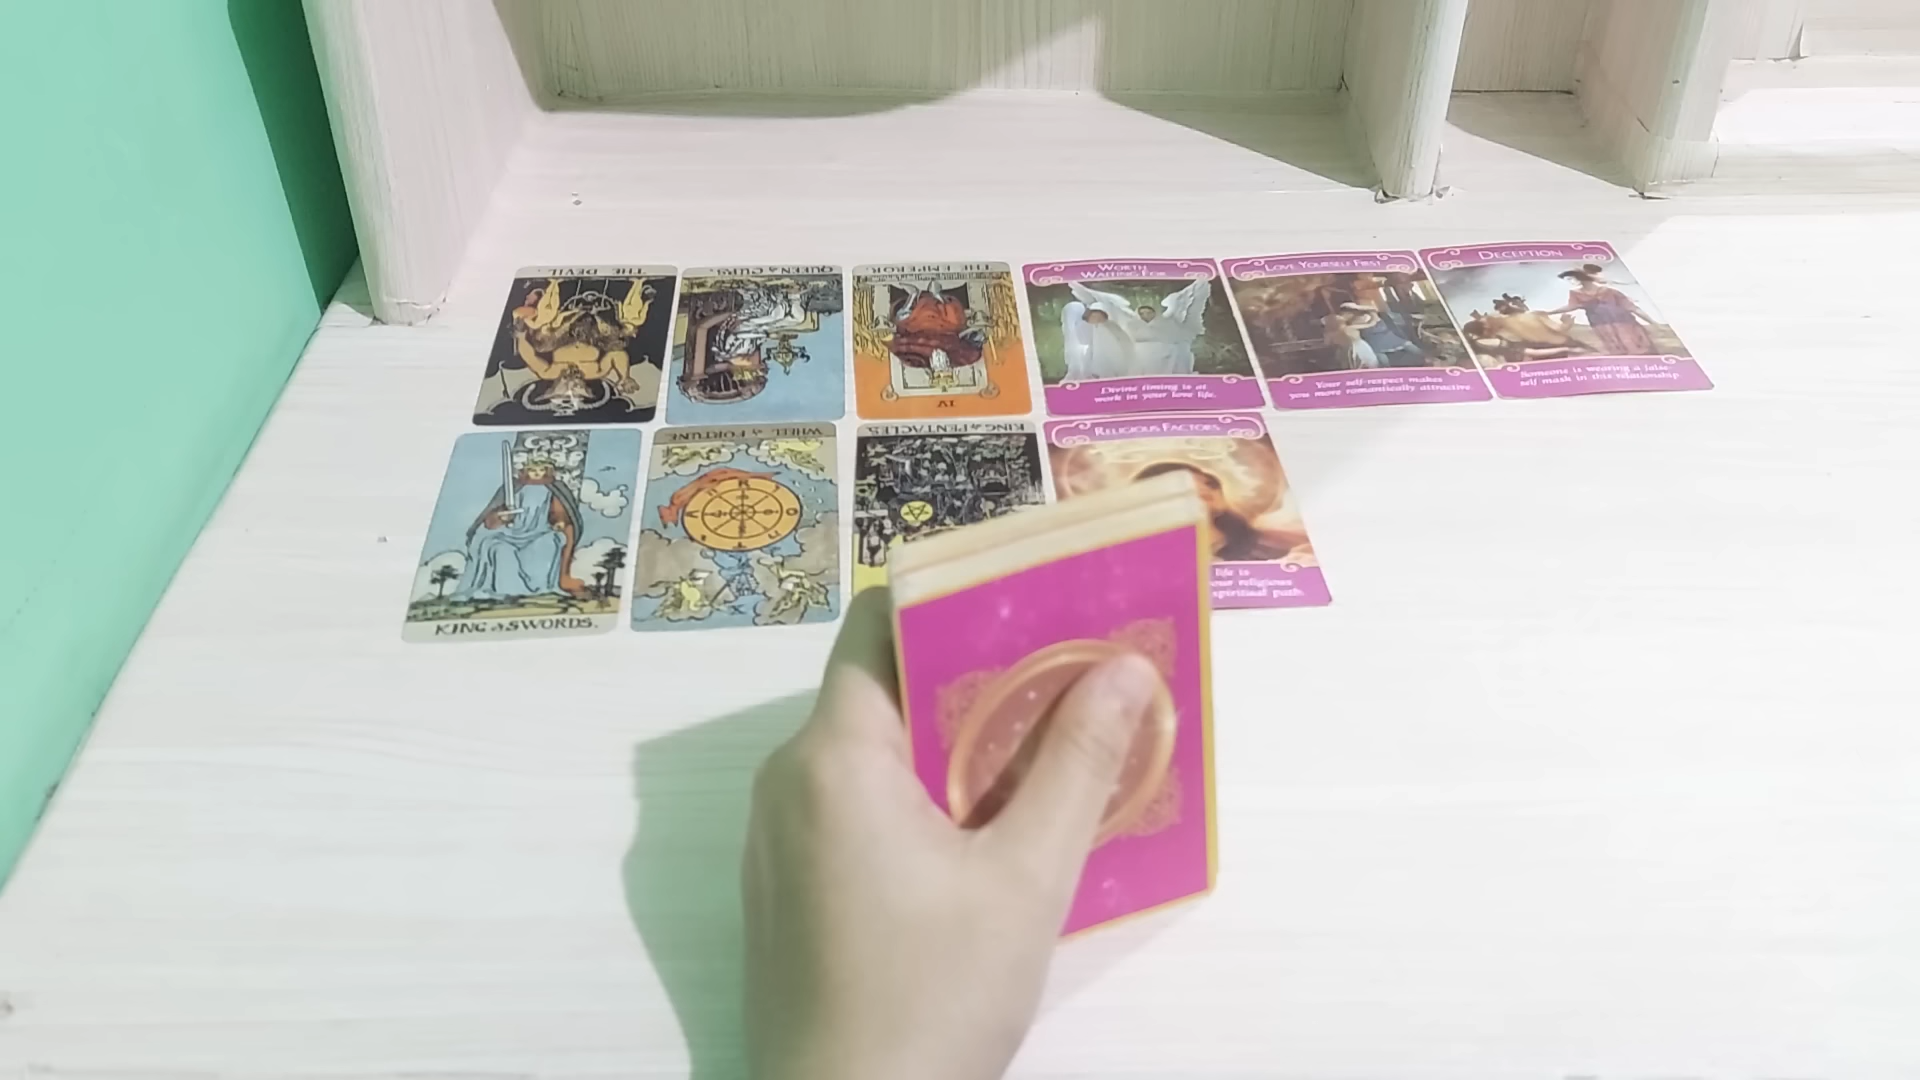 THE DEVIL.
QUEEN of CUPS.
THE EMPEROR.
IV
WORTH
WAITING FOR
Divine timing is at
work in your love life.
LOVE YOURSELF FIRST
Your self-respect makes
you more romantically attractive.
DECEPTION
Someone is wearing a false-
self mask in this relationship.
KING of SWORDS.
WHEEL of FORTUNE.
X
KING of PENTACLES.
RELIGIOUS FACTORS
life is
your religious
spiritual path.